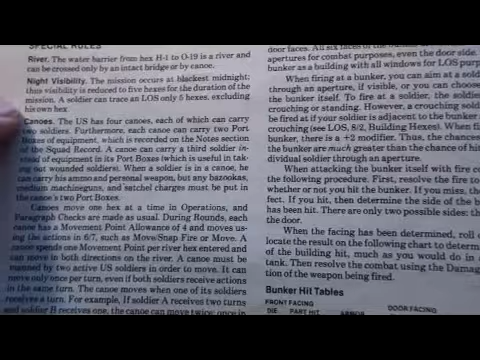 SPECIAL RULES
River. The water barrier from hex H-1 to O-19 is a river and
can be crossed only by an intact bridge or by canoe.
Night Visibility. The mission occurs at blackest midnight;
thus visibility is reduced to five hexes for the duration of the
mission. A soldier can trace an LOS only 5 hexes, excluding
his own hex.
Canoes. The US has four canoes, each of which can carry
two soldiers. Furthermore, each canoe can carry two Port
Boxes of equipment, which is recorded on the Notes section
of the Squad Record. A canoe can carry a third soldier in-
stead of equipment in its Port Boxes (which is useful in tak-
ing out wounded soldiers). When a soldier is in a canoe, he
can carry his ammo and personal weapon, but any bazookas,
medium machineguns, and satchel charges must be put in
the canoe's two Port Boxes.
Canoes move one hex at a time in Operations, and
Paragraph Checks are made as usual. During Rounds, each
canoe has a Movement Point Allowance of 4 and moves us-
ing the actions in 6/7, such as Move/Snap Fire or Move. A
canoe spends one Movement Point per river hex entered and
can move in both directions on the river. A canoe must be
manned by two active US soldiers in order to move. It can
move only once per turn, even if both soldiers receive actions
in the same turn. The canoe moves when one of its soldiers
receives a turn. For example, if soldier A receives two turns
and soldier B receives one, the canoe can move twice: once in
door faces. All six faces of the
apertures for combat purposes, even the door side.
bunker as a building with all windows for LOS purp
When firing at a bunker, you can aim at a sold
through an aperture, if visible, or you can choose
the bunker itself. To fire at a soldier, the soldier
crouching or standing. However, a crouching sold
be fired at if your soldier is adjacent to the bunker
crouching (see LOS, 8/2, Building Hexes). When fi
bunker, there is a +2 modifier. Thus, the chances
the bunker are much greater than the chance of hi
dividual soldier through an aperture.
When attacking the bunker itself with fire co
the following procedure. First, resolve the fire to
whether or not you hit the bunker. If you miss, the
fect. If you hit, then determine the side of the b
has been hit. There are only two possible sides: th
the door.
When the facing has been determined, roll o
locate the result on the following chart to determ
of the building hit, much as you would do in a
tank. Then resolve the combat using the Damag
tion of the weapon being fired.
Bunker Hit Tables
FRONT FACING
DOOR FACING
DIE PART HIT ARMOR